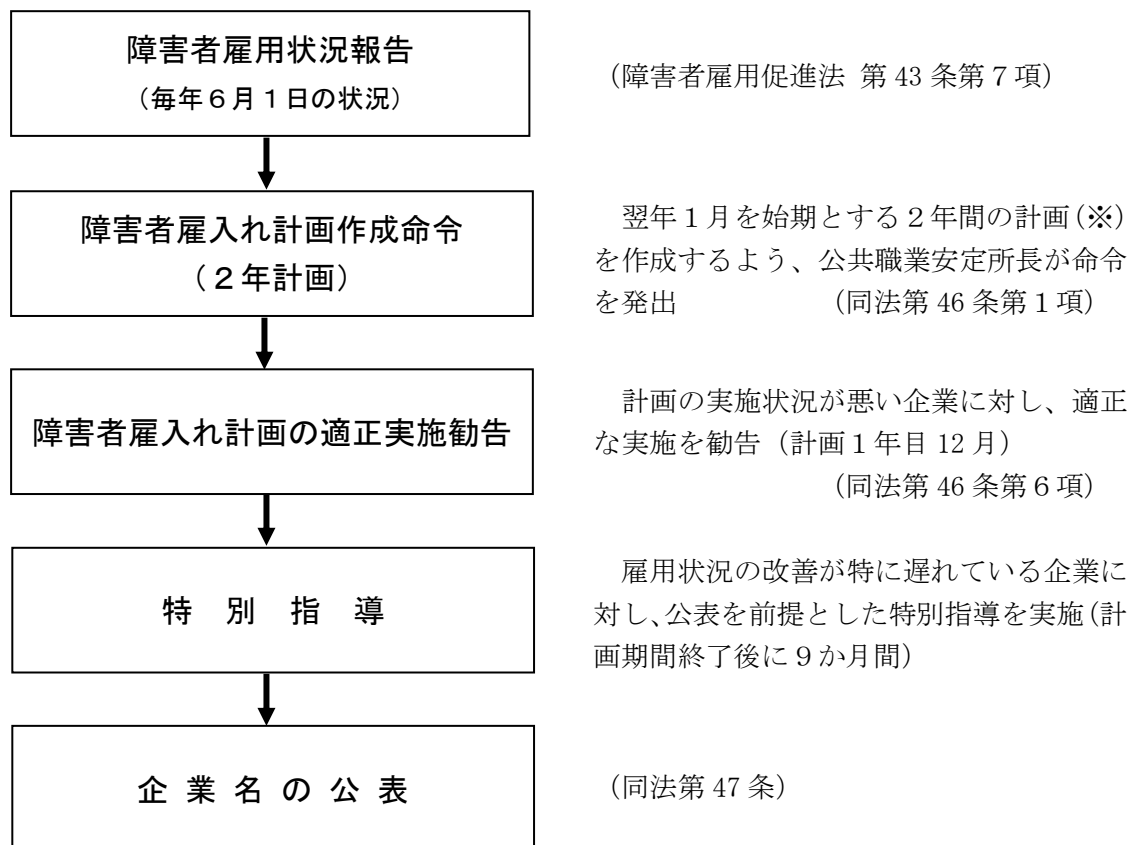 障害者雇用状況報告
（毎年６月１日の状況）
（障害者雇用促進法 第 43 条第７項）
障害者雇入れ計画作成命令
（２年計画）
翌年１月を始期とする２年間の計画（※）
を作成するよう、公共職業安定所長が命令
を発出 （同法第 46 条第１項）
障害者雇入れ計画の適正実施勧告
計画の実施状況が悪い企業に対し、適正
な実施を勧告（計画１年目 12 月）
（同法第 46 条第６項）
特 別 指 導
雇用状況の改善が特に遅れている企業に
対し、公表を前提とした特別指導を実施（計
画期間終了後に９か月間）
企 業 名 の 公 表
（同法第 47 条）